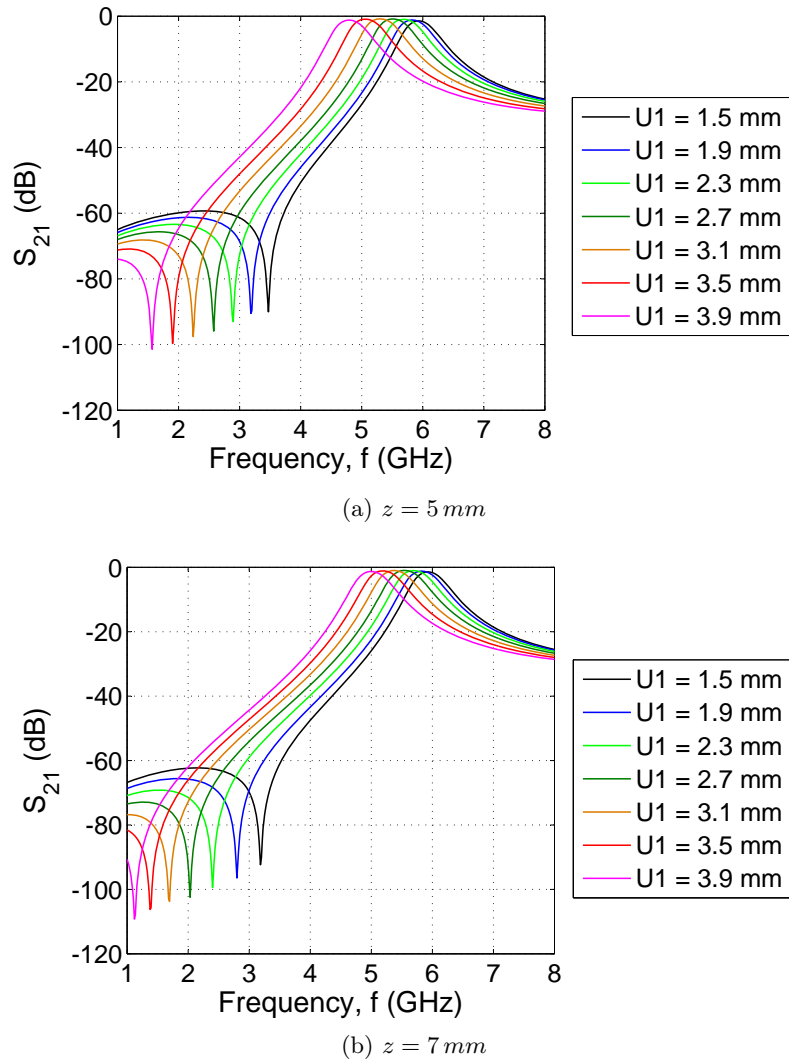 0
-20
-40
-60
-80
-100
-120
S21 (dB)
1 2 3 4 5 6 7 8
Frequency, f (GHz)
U1 = 1.5 mm
U1 = 1.9 mm
U1 = 2.3 mm
U1 = 2.7 mm
U1 = 3.1 mm
U1 = 3.5 mm
U1 = 3.9 mm
(a) z = 5 mm
0
-20
-40
-60
-80
-100
-120
S21 (dB)
1 2 3 4 5 6 7 8
Frequency, f (GHz)
U1 = 1.5 mm
U1 = 1.9 mm
U1 = 2.3 mm
U1 = 2.7 mm
U1 = 3.1 mm
U1 = 3.5 mm
U1 = 3.9 mm
(b) z = 7 mm